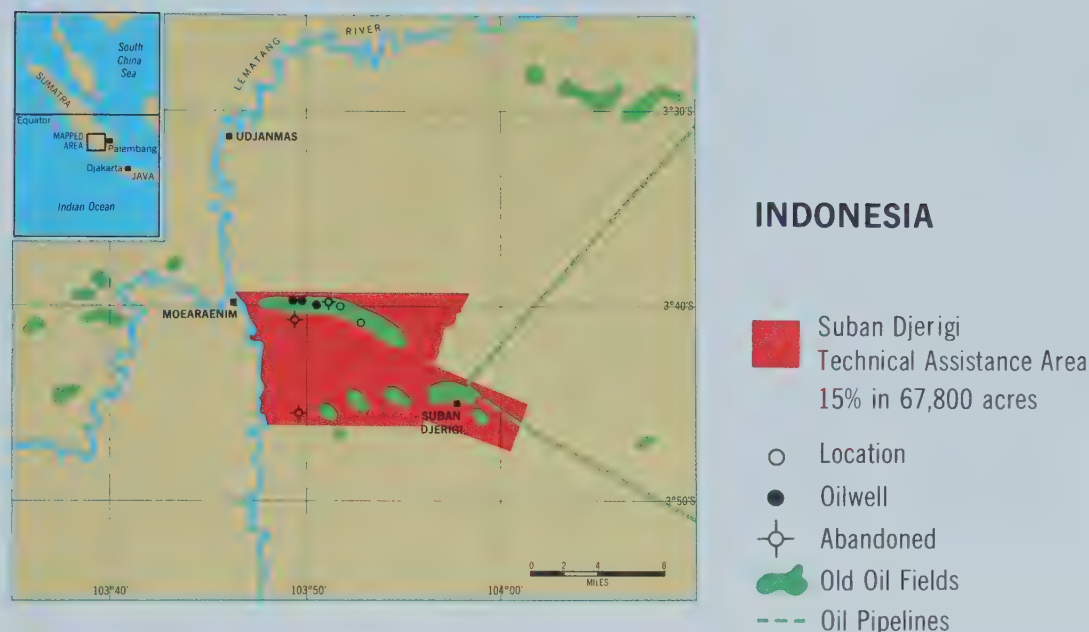 South
China
Sea
SUMATRA
Equator
MAPPED
AREA
Palembang
Djakarta
JAVA
Indian Ocean
LEMATANG RIVER
UDJANMAS
MOEARAENIM
SUBAN
DJERIGI
3°30'S
3°40'S
3°50'S
103°40'
103°50'
104°00'
0 2 4 8
MILES
INDONESIA
Suban Djerigi
Technical Assistance Area
15% in 67,800 acres
Location
Oilwell
Abandoned
Old Oil Fields
Oil Pipelines